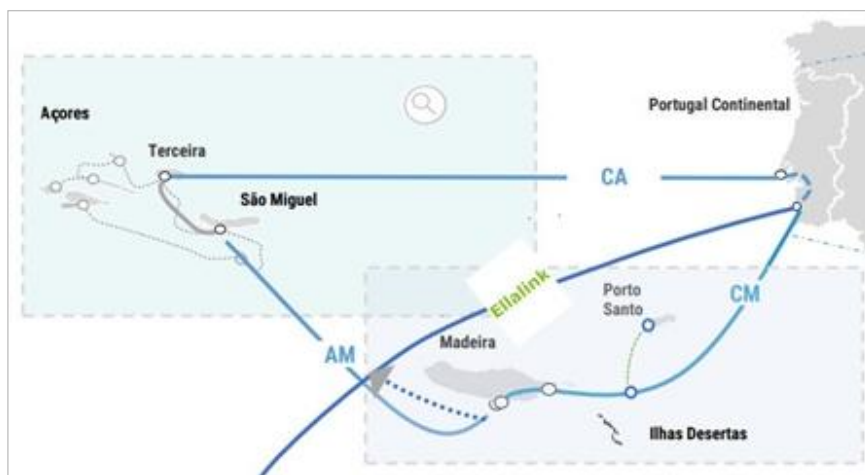 Portugal Continental
Açores
Terceira
CA
São Miguel
Ellalink
Porto
Santo
CM
Madeira
AM
Ilhas Desertas